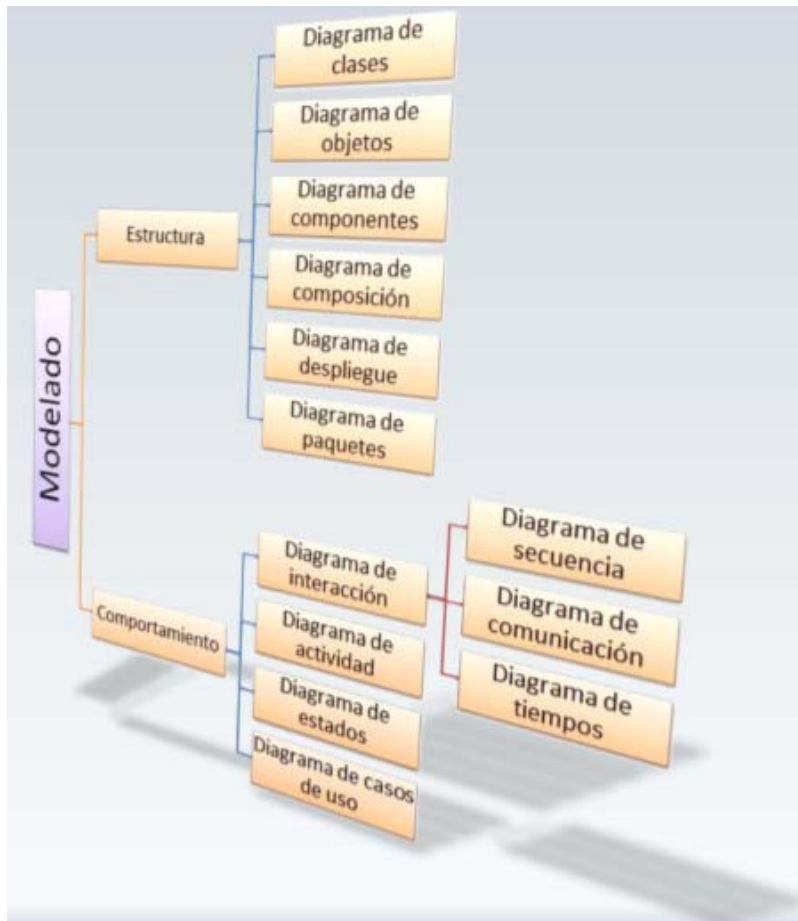 Modelado
Estructura
Diagrama de
clases
Diagrama de
objetos
Diagrama de
componentes
Diagrama de
composición
Diagrama de
despliegue
Diagrama de
paquetes
Comportamiento
Diagrama de
interacción
Diagrama de
secuencia
Diagrama de
comunicación
Diagrama de
tiempos
Diagrama de
actividad
Diagrama de
estados
Diagrama de casos
de uso